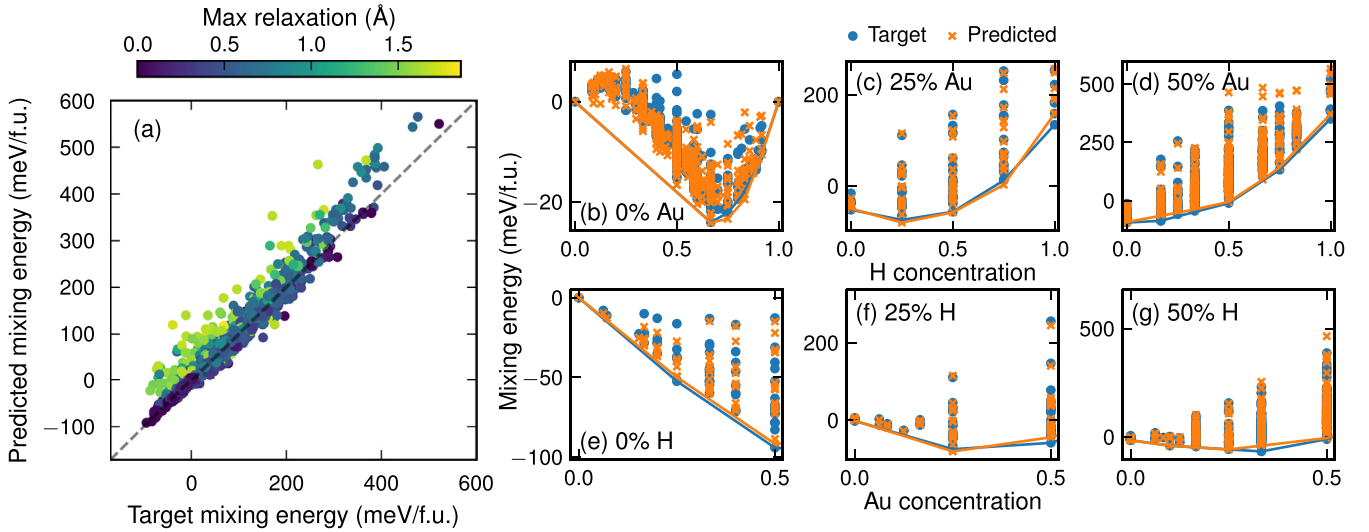 Max relaxation (Å)
0.0 0.5 1.0 1.5
(a)
Predicted mixing energy (meV/f.u.)
600
500
400
300
200
100
0
−100
0 200 400 600
Target mixing energy (meV/f.u.)
Target Predicted
Mixing energy (meV/f.u.)
0
−20
(b) 0% Au
0.0 0.5 1.0
200
0
(c) 25% Au
0.0 0.5 1.0
500
250
0
(d) 50% Au
0.0 0.5 1.0
H concentration
0
−50
−100
(e) 0% H
0.0 0.5
200
0
(f) 25% H
0.0 0.5
500
0
(g) 50% H
0.0 0.5
Au concentration